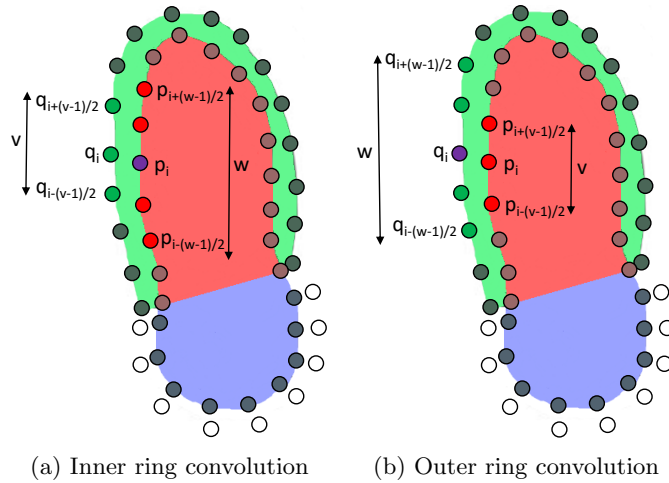 q_{i+(v-1)/2}
v
q_i
q_{i-(v-1)/2}
p_{i+(w-1)/2}
p_i
w
p_{i-(w-1)/2}
(a) Inner ring convolution
q_{i+(w-1)/2}
w
q_i
q_{i-(w-1)/2}
p_{i+(v-1)/2}
p_i
v
p_{i-(v-1)/2}
(b) Outer ring convolution